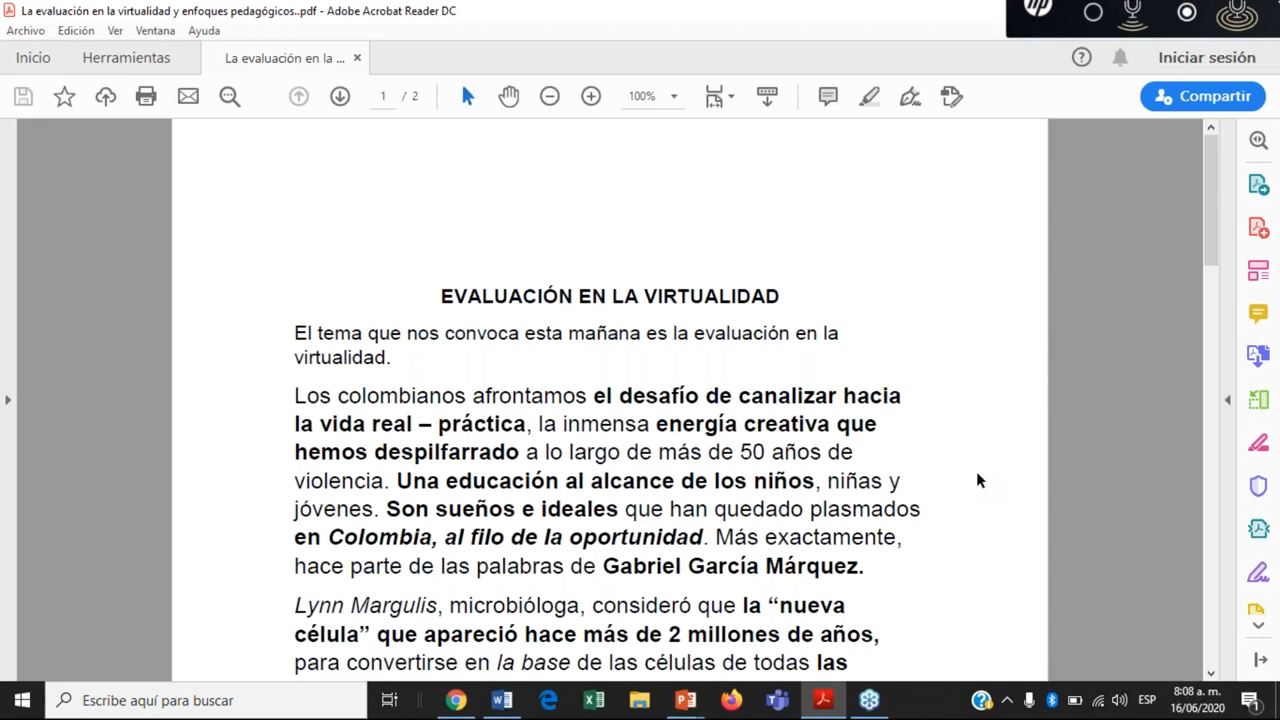 La evaluación en la virtualidad y enfoques pedagógicos..pdf - Adobe Acrobat Reader DC
hp
Archivo Edición Ver Ventana Ayuda
Inicio Herramientas La evaluación en la ... × Iniciar sesión
1 / 2 100% Compartir
EVALUACIÓN EN LA VIRTUALIDAD
El tema que nos convoca esta mañana es la evaluación en la
virtualidad.
Los colombianos afrontamos el desafío de canalizar hacia
la vida real – práctica, la inmensa energía creativa que
hemos despilfarrado a lo largo de más de 50 años de
violencia. Una educación al alcance de los niños, niñas y
jóvenes. Son sueños e ideales que han quedado plasmados
en Colombia, al filo de la oportunidad. Más exactamente,
hace parte de las palabras de Gabriel García Márquez.
Lynn Margulis, microbióloga, consideró que la “nueva
célula” que apareció hace más de 2 millones de años,
para convertirse en la base de las células de todas las
Escribe aquí para buscar
ESP
8:08 a. m.
16/06/2020